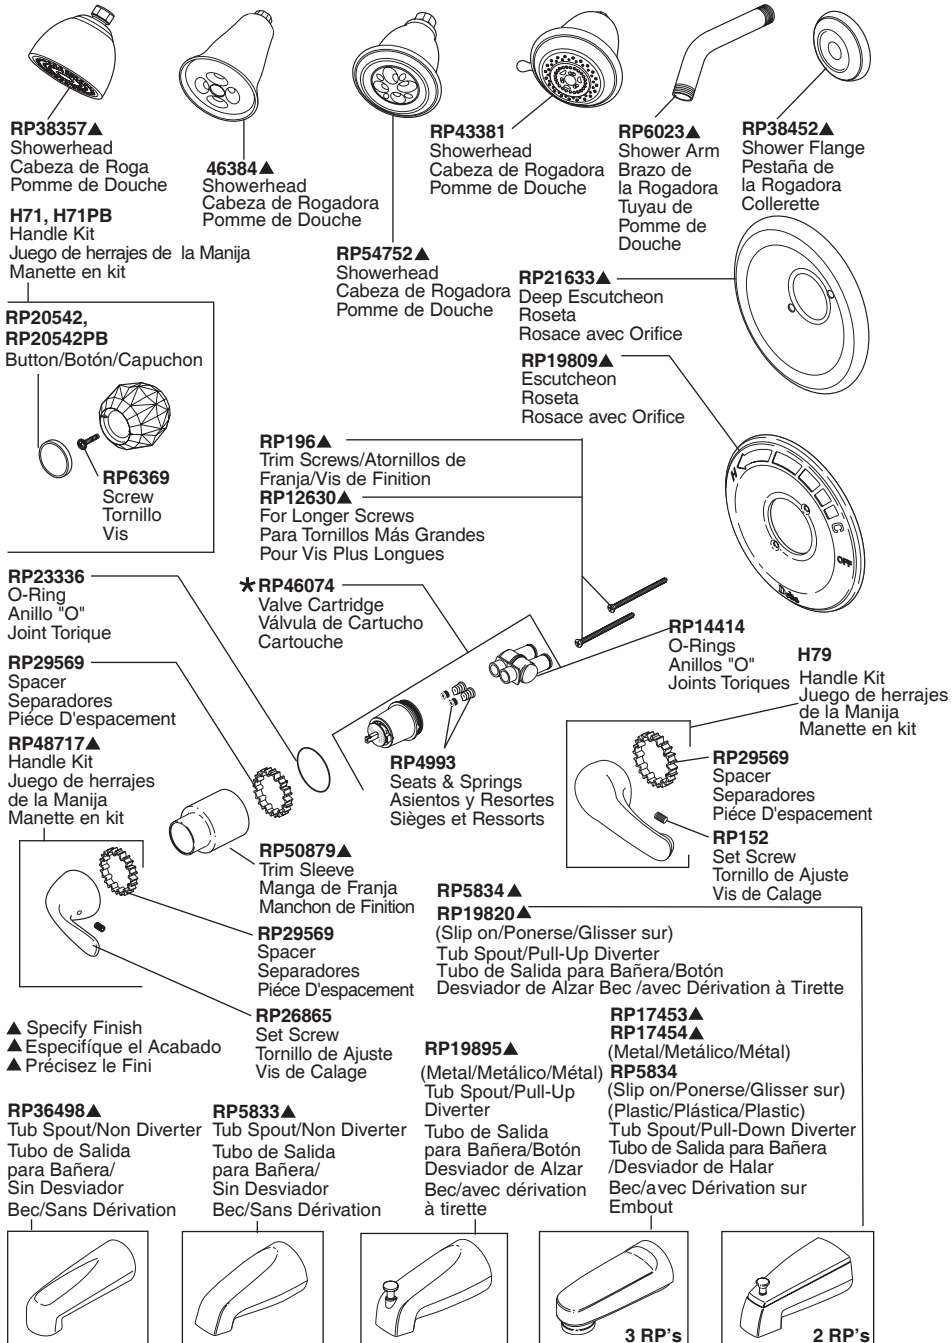 RP38357▲
Showerhead
Cabeza de Roga
Pomme de Douche
46384▲
Showerhead
Cabeza de Rogadora
Pomme de Douche
RP54752▲
Showerhead
Cabeza de Rogadora
Pomme de Douche
RP43381
Showerhead
Cabeza de Rogadora
Pomme de Douche
RP6023▲
Shower Arm
Brazo de
la Rogadora
Tuyau de
Pomme de
Douche
RP38452▲
Shower Flange
Pestaña de
la Rogadora
Collerette
H71, H71PB
Handle Kit
Juego de herrajes de la Manija
Manette en kit
RP20542,
RP20542PB
Button/Botón/Capuchon
RP6369
Screw
Tornillo
Vis
RP21633▲
Deep Escutcheon
Roseta
Rosace avec Orifice
RP19809▲
Escutcheon
Roseta
Rosace avec Orifice
H
C
OFF
Delta
RP196▲
Trim Screws/Atornillos de
Franja/Vis de Finition
RP12630▲
For Longer Screws
Para Tornillos Más Grandes
Pour Vis Plus Longues
RP23336
O-Ring
Anillo "O"
Joint Torique
★RP46074
Valve Cartridge
Válvula de Cartucho
Cartouche
RP14414
O-Rings
Anillos "O"
Joints Toriques
H79
Handle Kit
Juego de herrajes
de la Manija
Manette en kit
RP29569
Spacer
Separadores
Piéce D'espacement
RP48717▲
Handle Kit
Juego de herrajes
de la Manija
Manette en kit
RP4993
Seats & Springs
Asientos y Resortes
Sièges et Ressorts
RP29569
Spacer
Separadores
Piéce D'espacement
RP152
Set Screw
Tornillo de Ajuste
Vis de Calage
RP50879▲
Trim Sleeve
Manga de Franja
Manchon de Finition
RP29569
Spacer
Separadores
Piéce D'espacement
RP26865
Set Screw
Tornillo de Ajuste
Vis de Calage
RP5834 ▲
RP19820▲
(Slip on/Ponerse/Glisser sur)
Tub Spout/Pull-Up Diverter
Tubo de Salida para Bañera/Botón
Desviador de Alzar Bec /avec Dérivation à Tirette
▲ Specify Finish
▲ Especifíque el Acabado
▲ Précisez le Fini
RP36498▲
Tub Spout/Non Diverter
Tubo de Salida
para Bañera/
Sin Desviador
Bec/Sans Dérivation
RP5833▲
Tub Spout/Non Diverter
Tubo de Salida
para Bañera/
Sin Desviador
Bec/Sans Dérivation
RP19895▲
(Metal/Metálico/Métal)
Tub Spout/Pull-Up
Diverter
Tubo de Salida
para Bañera/Botón
Desviador de Alzar
Bec/avec dérivation
à tirette
RP17453▲
RP17454▲
(Metal/Metálico/Métal)
RP5834
(Slip on/Ponerse/Glisser sur)
(Plastic/Plástica/Plastic)
Tub Spout/Pull-Down Diverter
Tubo de Salida para Bañera
/Desviador de Halar
Bec/avec Dérivation sur
Embout
3 RP's
2 RP's